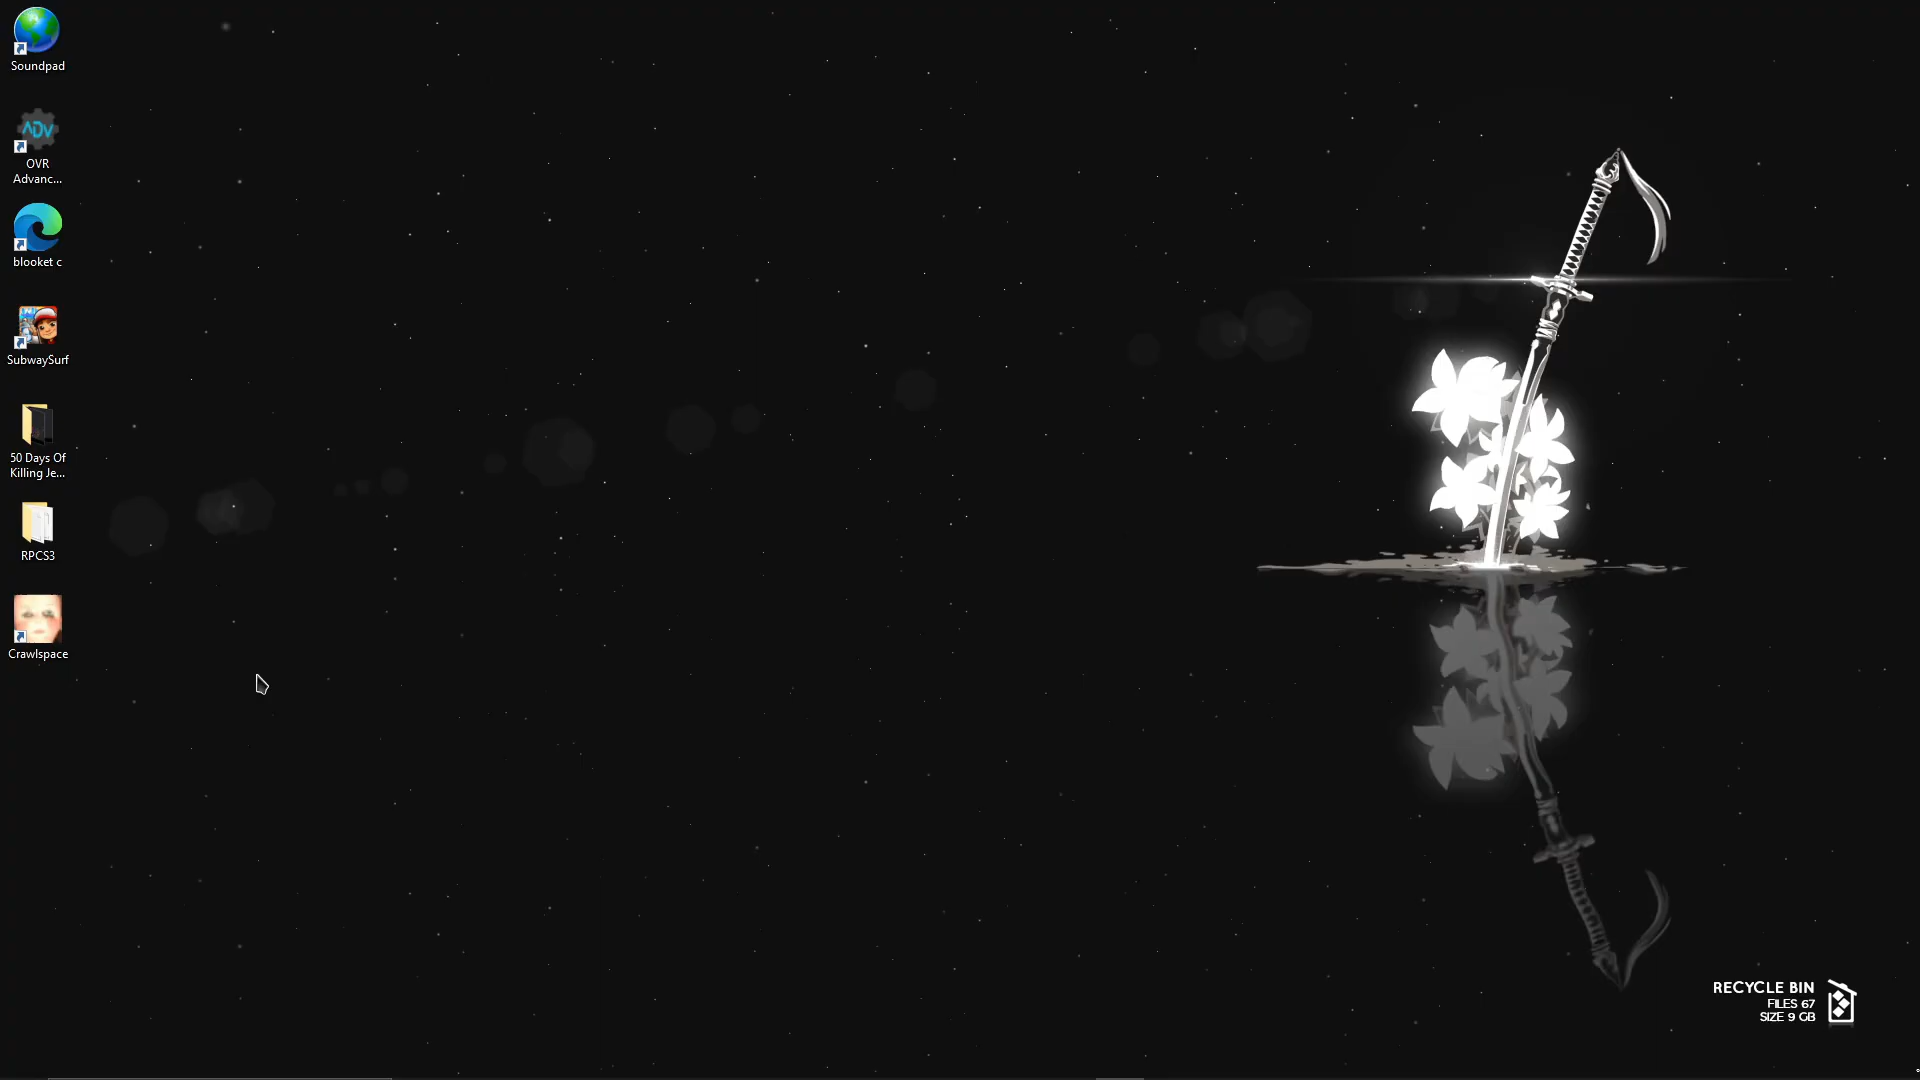 Soundpad
ADV
OVR
Advanc...
blooket c
SubwaySurf
50 Days Of
Killing Je...
RPCS3
Crawlspace
RECYCLE BIN
FILES 67
SIZE 9 GB